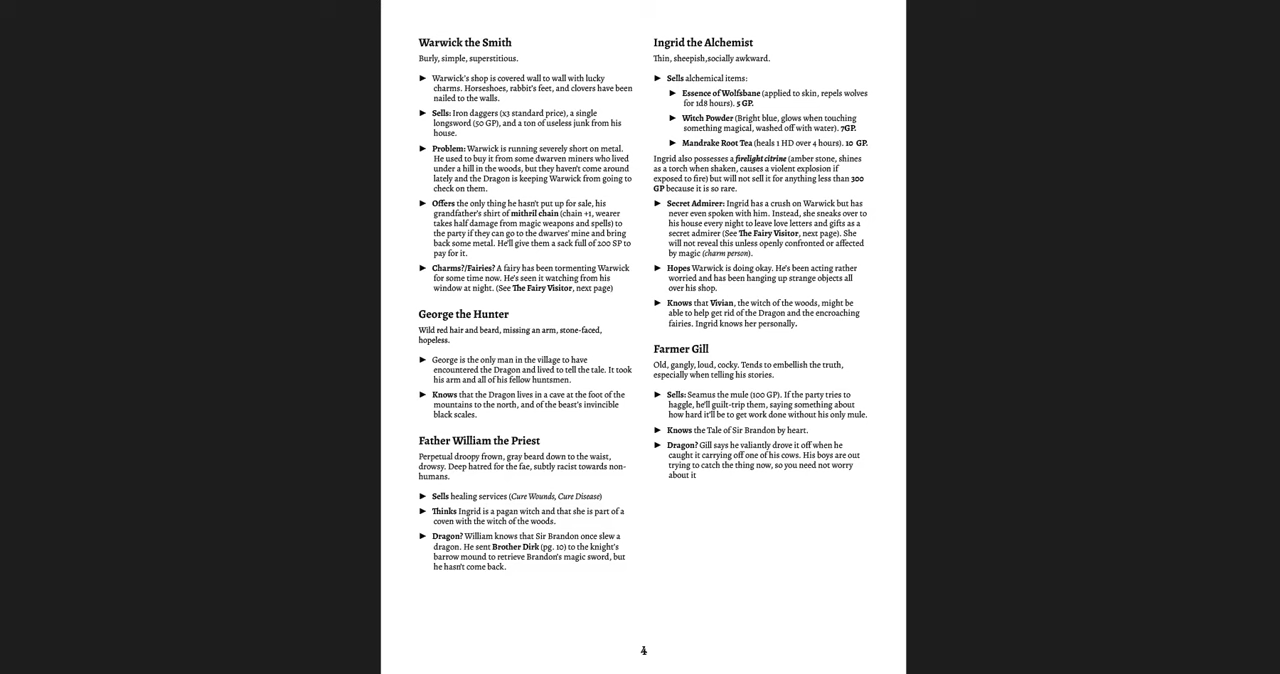 Warwick the Smith
Burly, simple, superstitious.
► Warwick's shop is covered wall to wall with lucky
charms. Horseshoes, rabbit's feet, and clovers have been
nailed to the walls.
► Sells: Iron daggers (x3 standard price), a single
longsword (50 GP), and a ton of useless junk from his
house.
► Problem: Warwick is running severely short on metal.
He used to buy it from some dwarven miners who lived
under a hill in the woods, but they haven't come around
lately and the Dragon is keeping Warwick from going to
check on them.
► Offers the only thing he hasn't put up for sale, his
grandfather's shirt of mithril chain (chain +1, wearer
takes half damage from magic weapons and spells) to
the party if they can go to the dwarves' mine and bring
back some metal. He'll give them a sack full of 200 SP to
pay for it.
► Charms?/Fairies? A fairy has been tormenting Warwick
for some time now. He's seen it watching from his
window at night. (See The Fairy Visitor, next page)
George the Hunter
Wild red hair and beard, missing an arm, stone-faced,
hopeless.
► George is the only man in the village to have
encountered the Dragon and lived to tell the tale. It took
his arm and all of his fellow huntsmen.
► Knows that the Dragon lives in a cave at the foot of the
mountains to the north, and of the beast's invincible
black scales.
Father William the Priest
Perpetual droopy frown, gray beard down to the waist,
drowsy. Deep hatred for the fae, subtly racist towards non-
humans.
► Sells healing services (Cure Wounds, Cure Disease)
► Thinks Ingrid is a pagan witch and that she is part of a
coven with the witch of the woods.
► Dragon? William knows that Sir Brandon once slew a
dragon. He sent Brother Dirk (pg. 10) to the knight's
barrow mound to retrieve Brandon's magic sword, but
he hasn't come back.
Ingrid the Alchemist
Thin, sheepish,socially awkward.
► Sells alchemical items:
► Essence of Wolfsbane (applied to skin, repels wolves
for 1d8 hours). 5 GP.
► Witch Powder (Bright blue, glows when touching
something magical, washed off with water). 7GP.
► Mandrake Root Tea (heals 1 HD over 4 hours). 10 GP.
Ingrid also possesses a firelight citrine (amber stone, shines
as a torch when shaken, causes a violent explosion if
exposed to fire) but will not sell it for anything less than 300
GP because it is so rare.
► Secret Admirer: Ingrid has a crush on Warwick but has
never even spoken with him. Instead, she sneaks over to
his house every night to leave love letters and gifts as a
secret admirer (See The Fairy Visitor, next page). She
will not reveal this unless openly confronted or affected
by magic (charm person).
► Hopes Warwick is doing okay. He's been acting rather
worried and has been hanging up strange objects all
over his shop.
► Knows that Vivian, the witch of the woods, might be
able to help get rid of the Dragon and the encroaching
fairies. Ingrid knows her personally.
Farmer Gill
Old, gangly, loud, cocky. Tends to embellish the truth,
especially when telling his stories.
► Sells: Seamus the mule (100 GP). If the party tries to
haggle, he'll guilt-trip them, saying something about
how hard it'll be to get work done without his only mule.
► Knows the Tale of Sir Brandon by heart.
► Dragon? Gill says he valiantly drove it off when he
caught it carrying off one of his cows. His boys are out
trying to catch the thing now, so you need not worry
about it
4